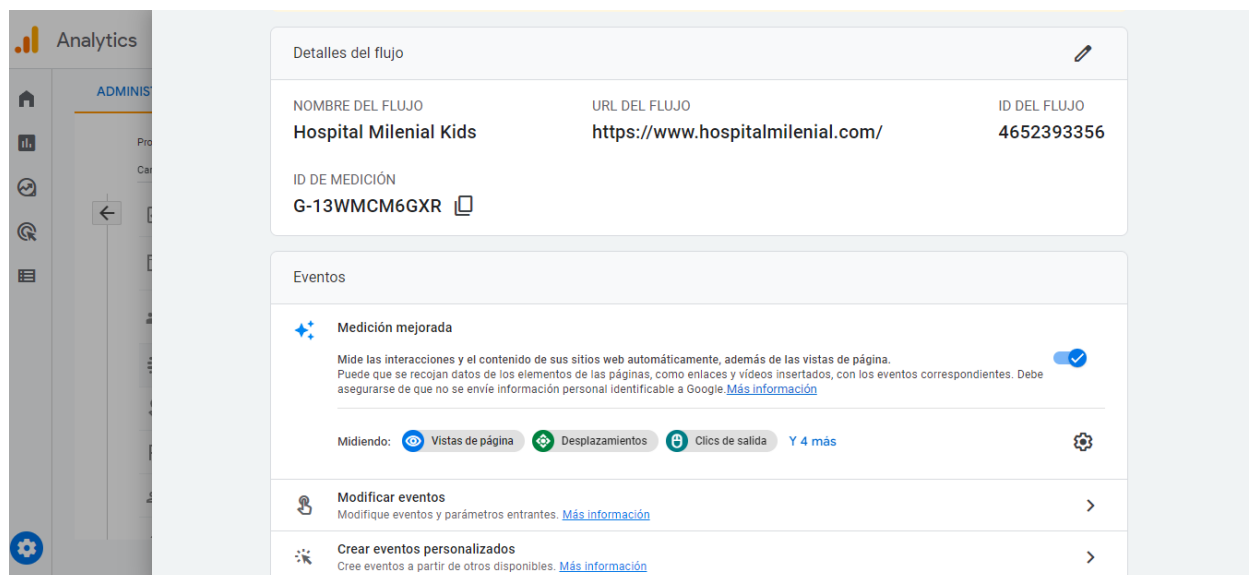 Analytics
ADMINIS
Pro
Detalles del flujo
NOMBRE DEL FLUJO URL DEL FLUJO ID DEL FLUJO
Hospital Milenial Kids https://www.hospitalmilenial.com/ 4652393356
ID DE MEDICIÓN
G-13WMCM6GXR
Eventos
Medición mejorada
Mide las interacciones y el contenido de sus sitios web automáticamente, además de las vistas de página.
Puede que se recojan datos de los elementos de las páginas, como enlaces y vídeos insertados, con los eventos correspondientes. Debe
asegurarse de que no se envíe información personal identificable a Google.Más información
Midiendo: Vistas de página Desplazamientos Clics de salida Y 4 más
Modificar eventos
Modifique eventos y parámetros entrantes. Más información
Crear eventos personalizados
Cree eventos a partir de otros disponibles. Más información